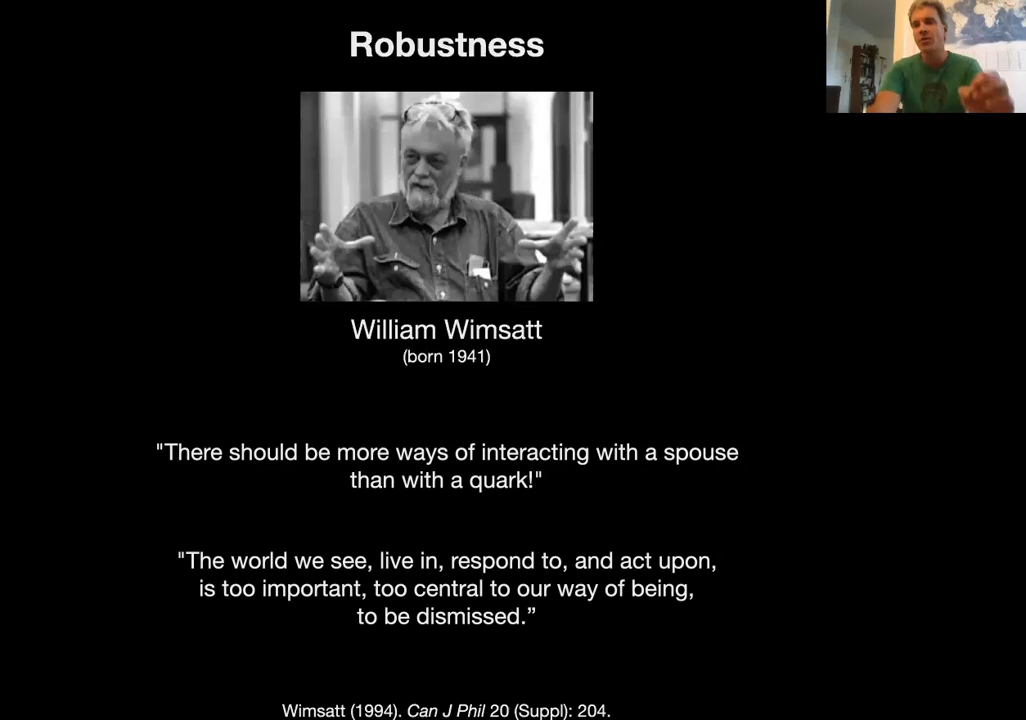 Robustness
William Wimsatt
(born 1941)
"There should be more ways of interacting with a spouse
than with a quark!"
"The world we see, live in, respond to, and act upon,
is too important, too central to our way of being,
to be dismissed.”
Wimsatt (1994). Can J Phil 20 (Suppl): 204.